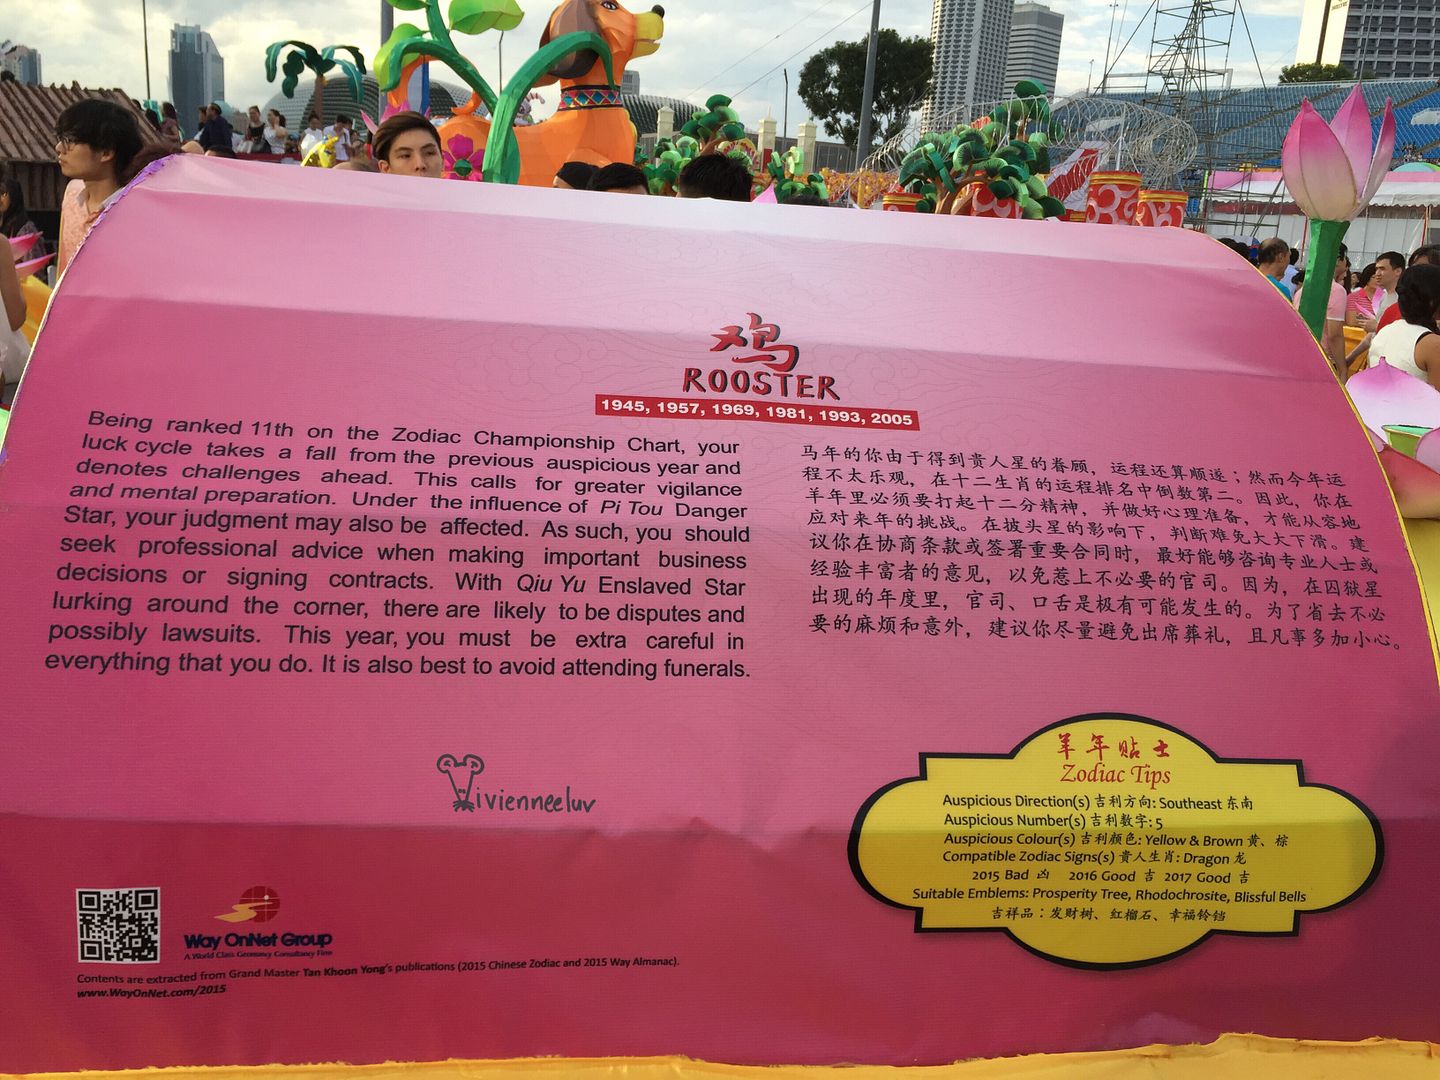 鸡
ROOSTER
1945, 1957, 1969, 1981, 1993, 2005
Being ranked 11th on the Zodiac Championship Chart, your
luck cycle takes a fall from the previous auspicious year and
denotes challenges ahead. This calls for greater vigilance
and mental preparation. Under the influence of Pi Tou Danger
Star, your judgment may also be affected. As such, you should
seek professional advice when making important business
decisions or signing contracts. With Qiu Yu Enslaved Star
lurking around the corner, there are likely to be disputes and
possibly lawsuits. This year, you must be extra careful in
everything that you do. It is also best to avoid attending funerals.
马年的你由于得到贵人星的眷顾，运程还算顺遂；然而今年运
程不太乐观，在十二生肖的运程排名中倒数第二。因此，你在
羊年里必须要打起十二分精神，并做好心理准备，才能从容地
应对来年的挑战。在披头星的影响下，判断难免大大下滑。建
议你在协商条款或签署重要合同时，最好能够咨询专业人士或
经验丰富者的意见，以免惹上不必要的官司。因为，在囚狱星
出现的年度里，官司、口舌是极有可能发生的。为了省去不必
要的麻烦和意外，建议你尽量避免出席葬礼，且凡事多加小心。
ivienneeluv
羊年贴士
Zodiac Tips
Auspicious Direction(s) 吉利方向: Southeast 东南
Auspicious Number(s) 吉利数字: 5
Auspicious Colour(s) 吉利颜色: Yellow & Brown 黄、棕
Compatible Zodiac Signs(s) 貴人生肖: Dragon 龙
2015 Bad 凶 2016 Good 吉 2017 Good 吉
Suitable Emblems: Prosperity Tree, Rhodochrosite, Blissful Bells
吉祥品：发财树、红榴石、幸福铃铛
Way OnNet Group
A World Class Geomancy Consultancy Firm
Contents are extracted from Grand Master Tan Khoon Yong's publications (2015 Chinese Zodiac and 2015 Way Almanac).
www.WayOnNet.com/2015